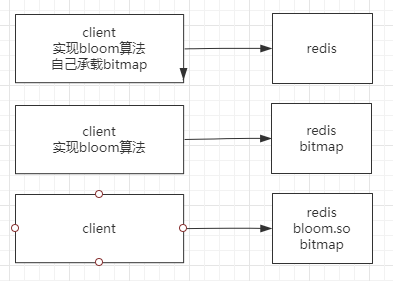 client
实现bloom算法
自己承载bitmap
redis
client
实现bloom算法
redis
bitmap
client
redis
bloom.so
bitmap